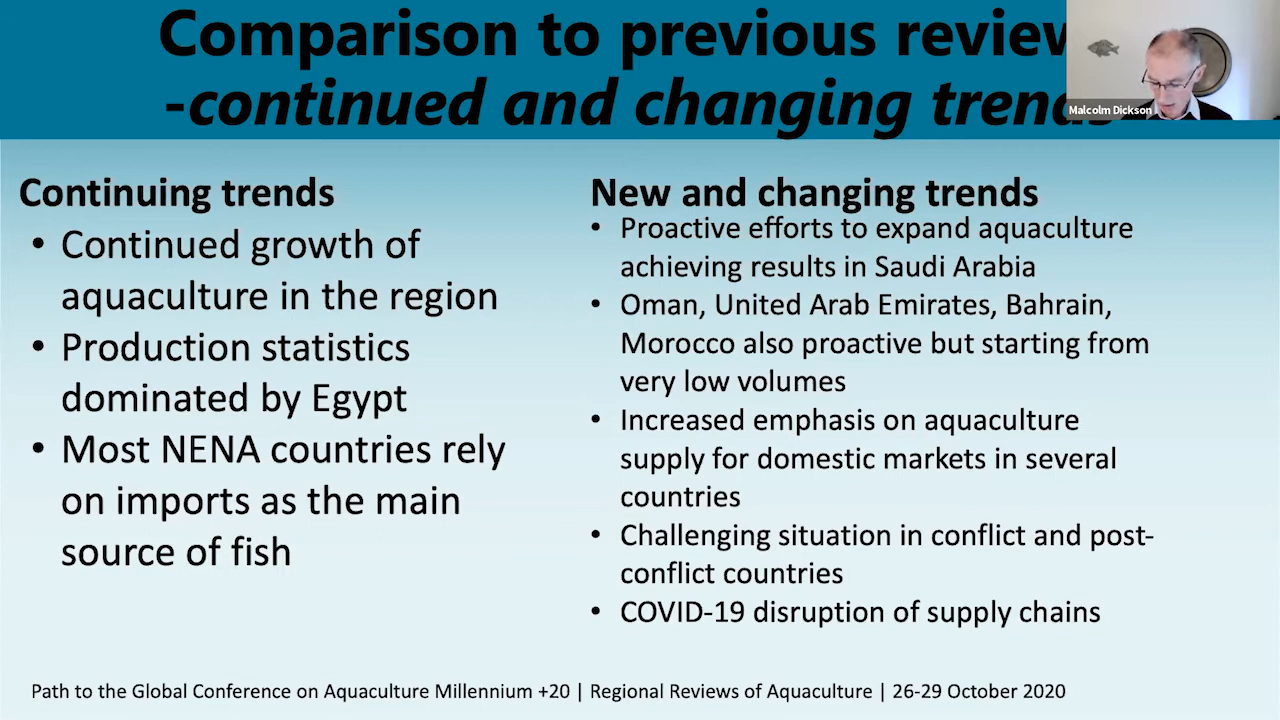 Comparison to previous review
-continued and changing trends
Malcolm Dickson
Continuing trends
• Continued growth of
aquaculture in the region
• Production statistics
dominated by Egypt
• Most NENA countries rely
on imports as the main
source of fish
New and changing trends
• Proactive efforts to expand aquaculture
achieving results in Saudi Arabia
• Oman, United Arab Emirates, Bahrain,
Morocco also proactive but starting from
very low volumes
• Increased emphasis on aquaculture
supply for domestic markets in several
countries
• Challenging situation in conflict and post-
conflict countries
• COVID-19 disruption of supply chains
Path to the Global Conference on Aquaculture Millennium +20 | Regional Reviews of Aquaculture | 26-29 October 2020